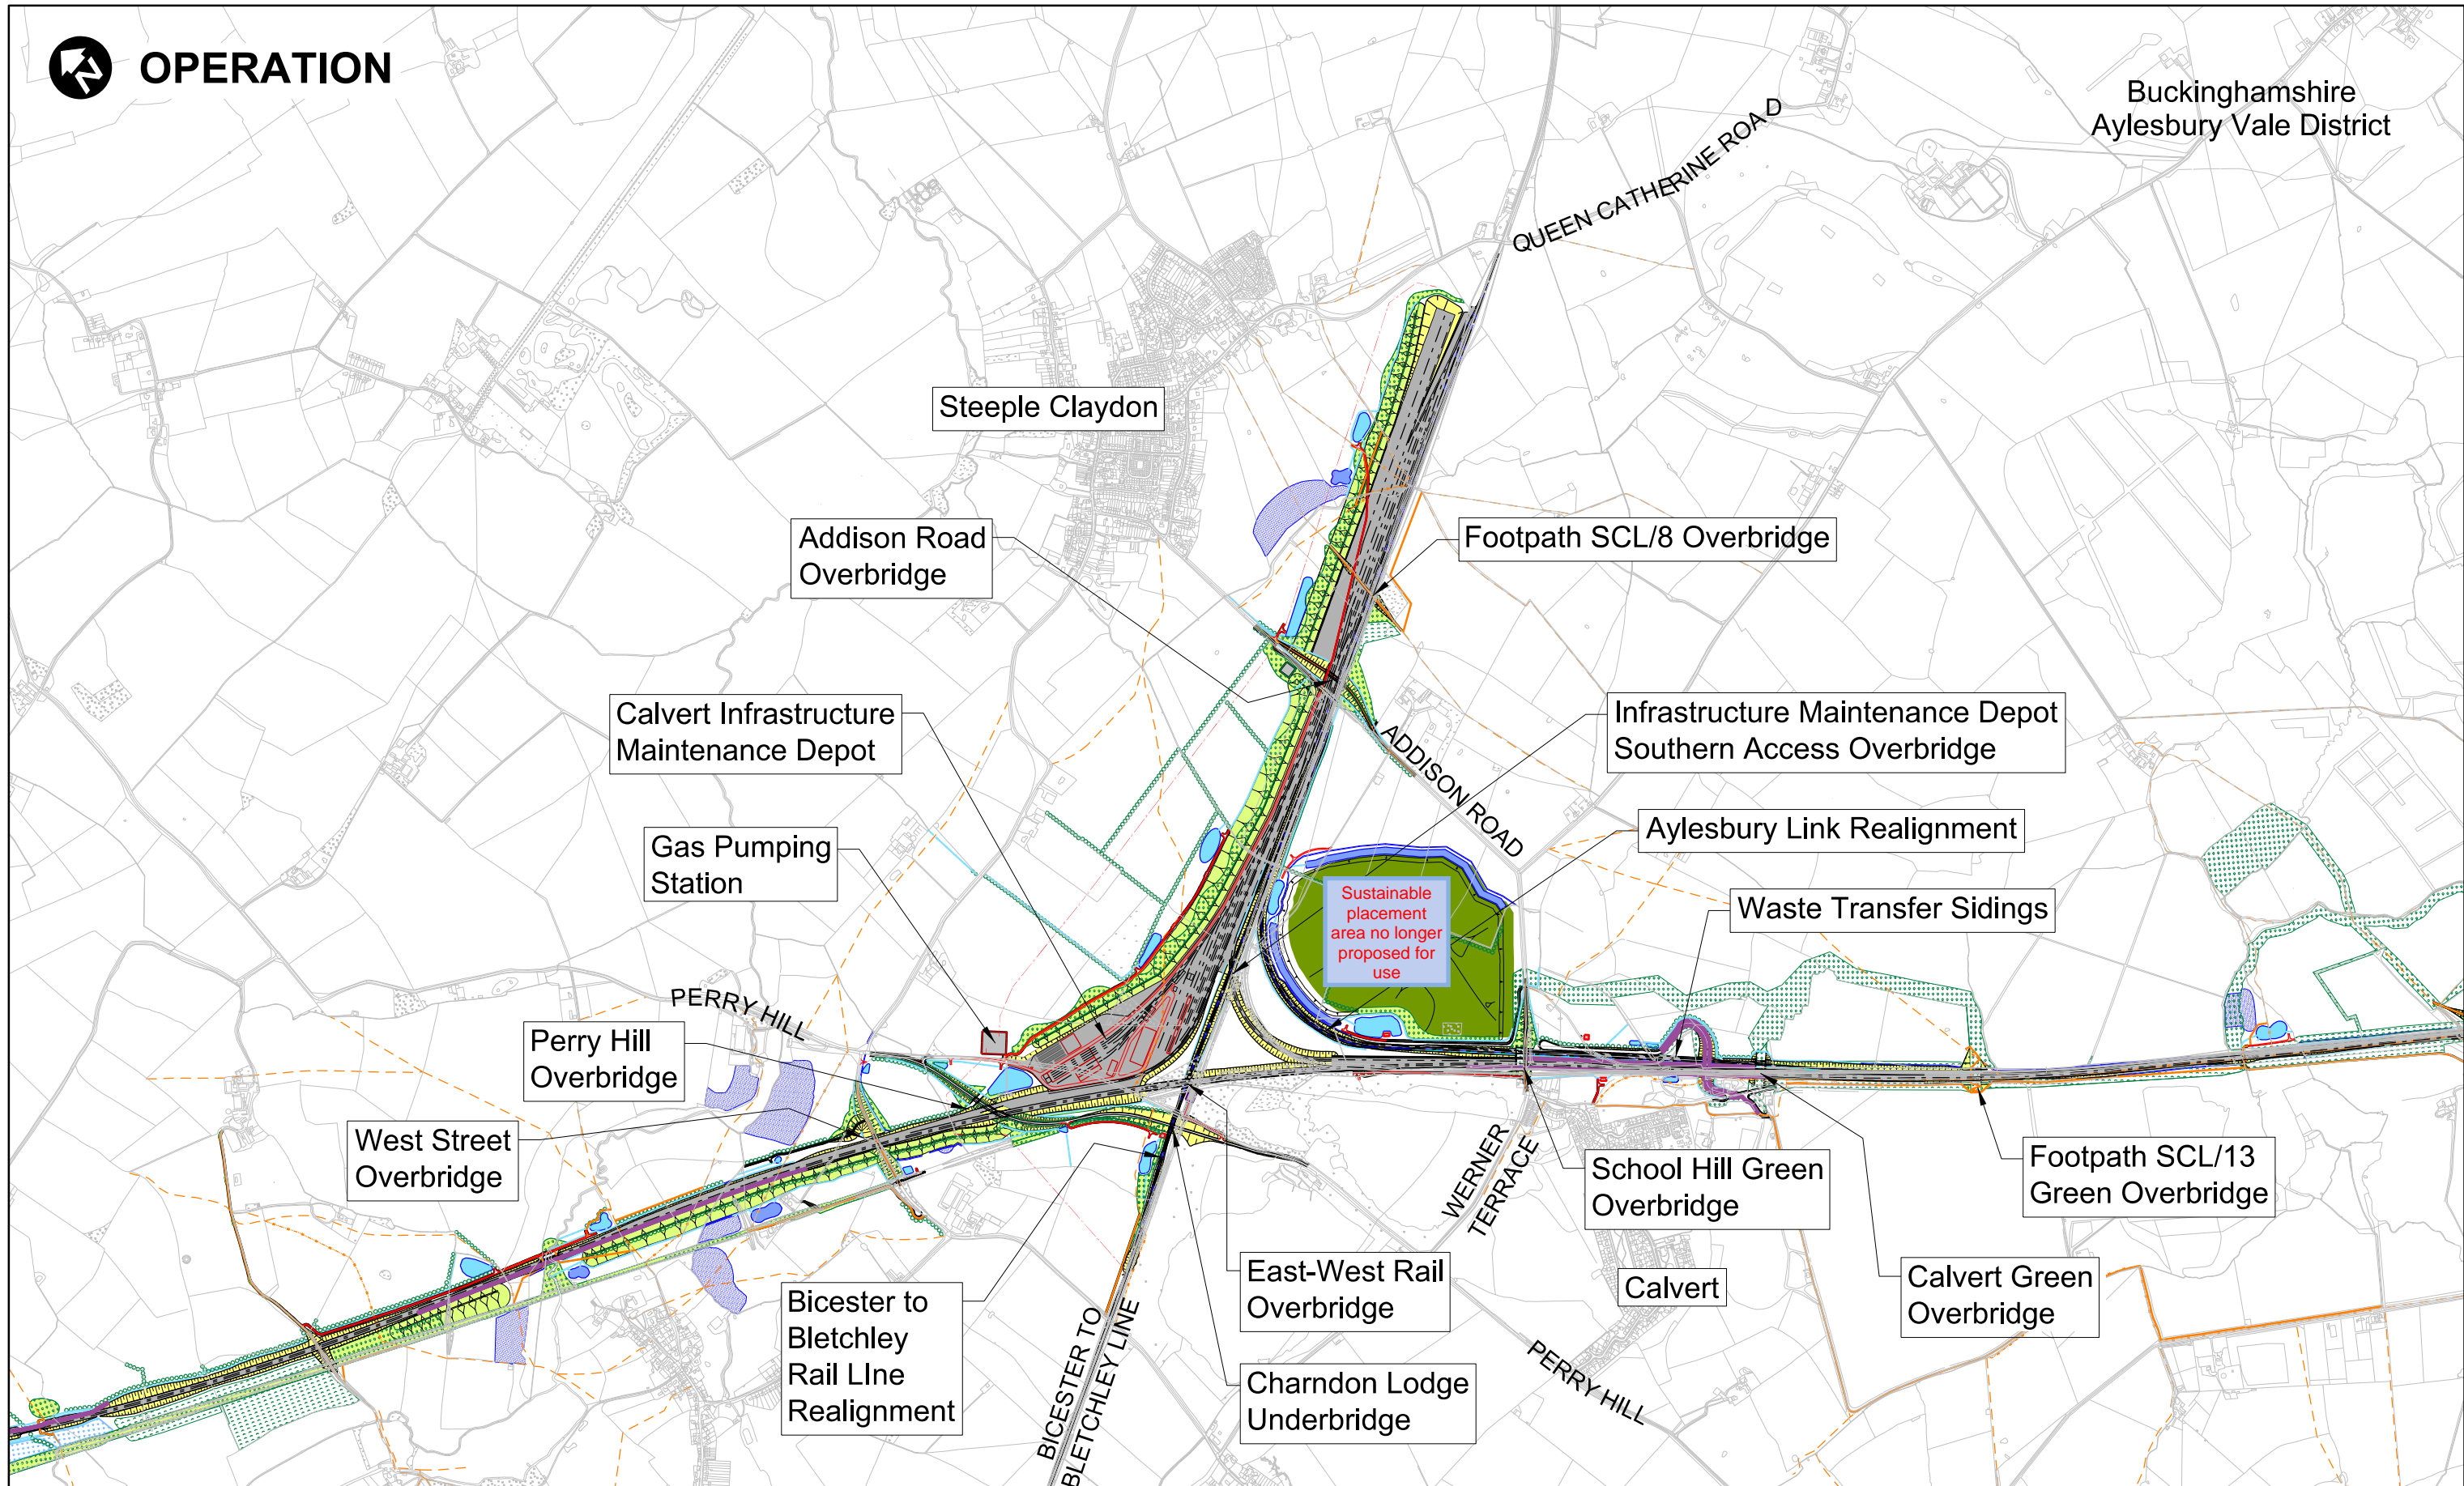 N
OPERATION
Buckinghamshire
Aylesbury Vale District
QUEEN CATHERINE ROAD
Steeple Claydon
Addison Road
Overbridge
Footpath SCL/8 Overbridge
Calvert Infrastructure
Maintenance Depot
Infrastructure Maintenance Depot
Southern Access Overbridge
ADDISON ROAD
Gas Pumping
Station
Aylesbury Link Realignment
Sustainable
placement
area no longer
proposed for
use
Waste Transfer Sidings
PERRY HILL
Perry Hill
Overbridge
West Street
Overbridge
WERNER
TERRACE
School Hill Green
Overbridge
Footpath SCL/13
Green Overbridge
East-West Rail
Overbridge
Calvert
Calvert Green
Overbridge
Bicester to
Bletchley
Rail LIne
Realignment
BICESTER TO
BLETCHLEY LINE
Charndon Lodge
Underbridge
PERRY HILL